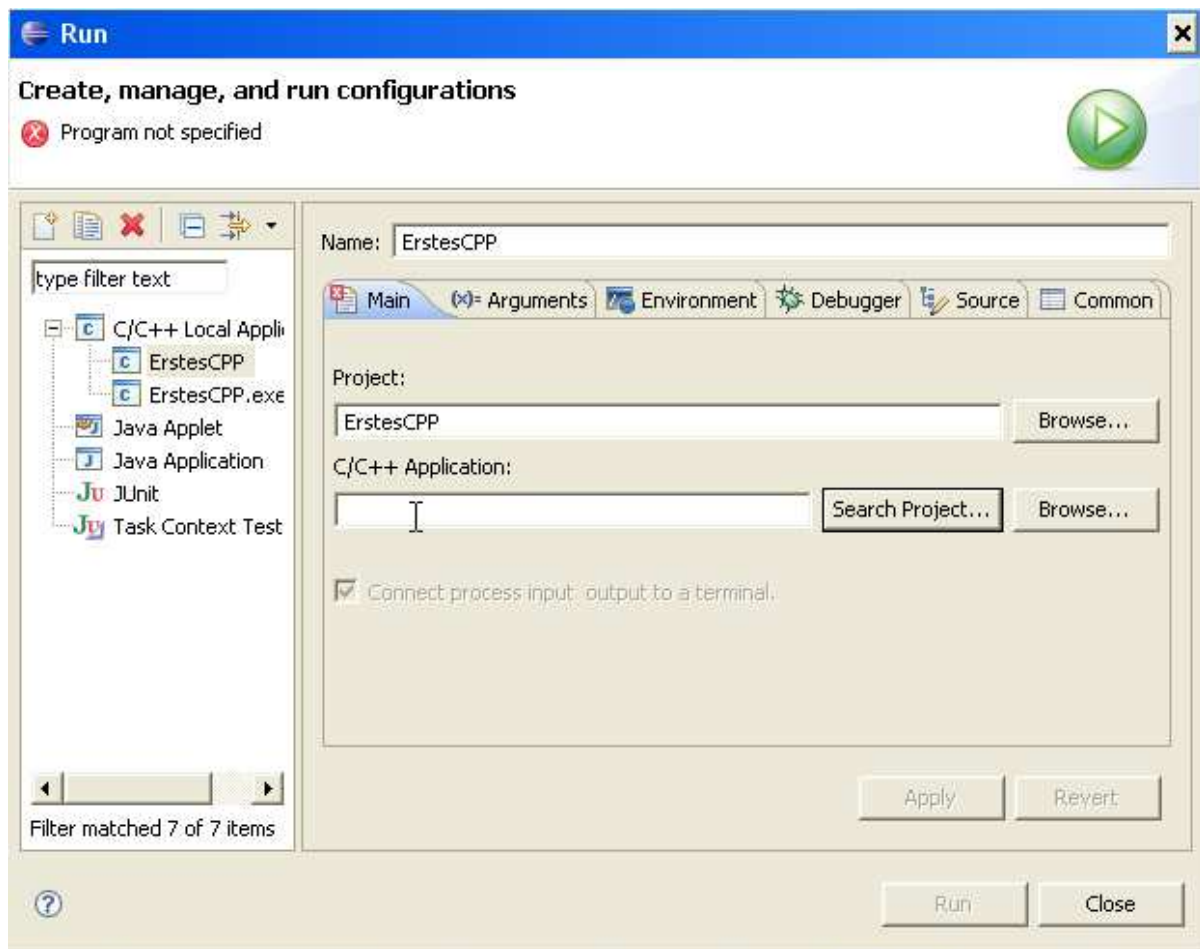 Run
Create, manage, and run configurations
Program not specified
type filter text
C/C++ Local Appli
ErstesCPP
ErstesCPP.exe
Java Applet
Java Application
JUnit
Task Context Test
Filter matched 7 of 7 items
Name: ErstesCPP
Main (x)= Arguments Environment Debugger Source Common
Project:
ErstesCPP Browse...
C/C++ Application:
Search Project... Browse...
Connect process input output to a terminal.
Apply Revert
Run Close